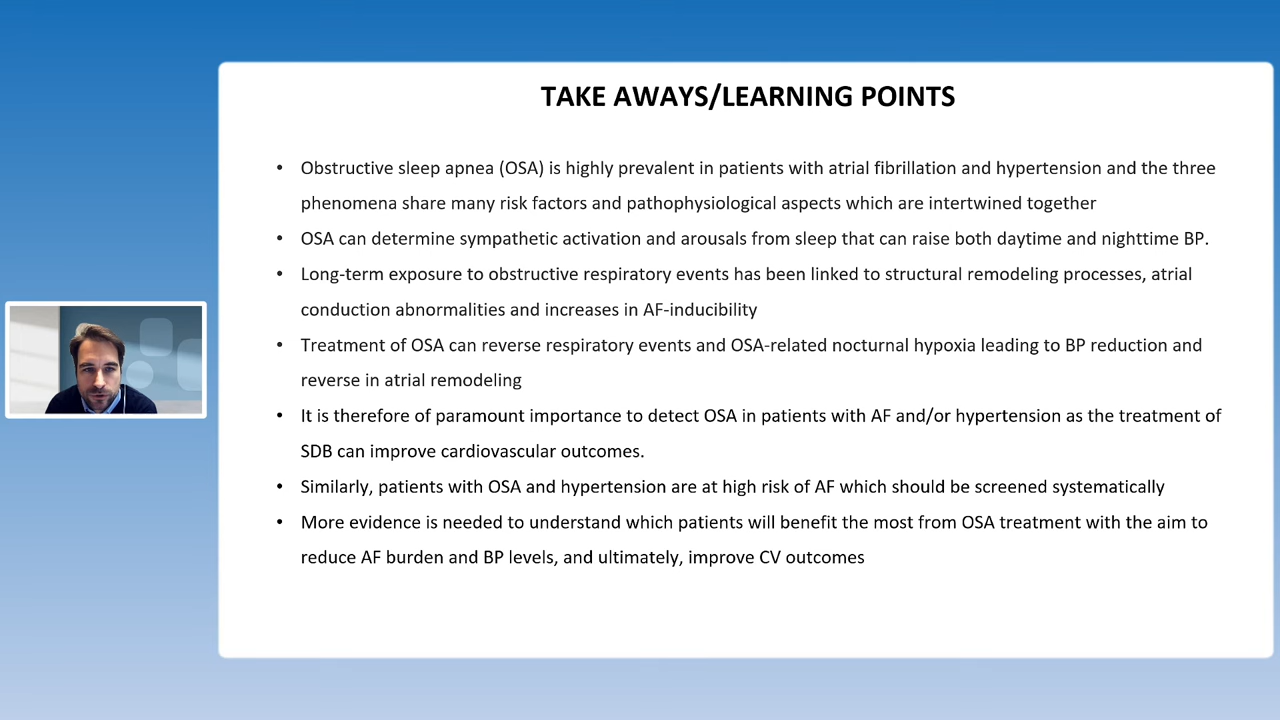 TAKE AWAYS/LEARNING POINTS
• Obstructive sleep apnea (OSA) is highly prevalent in patients with atrial fibrillation and hypertension and the three
phenomena share many risk factors and pathophysiological aspects which are intertwined together
• OSA can determine sympathetic activation and arousals from sleep that can raise both daytime and nighttime BP.
• Long-term exposure to obstructive respiratory events has been linked to structural remodeling processes, atrial
conduction abnormalities and increases in AF-inducibility
• Treatment of OSA can reverse respiratory events and OSA-related nocturnal hypoxia leading to BP reduction and
reverse in atrial remodeling
• It is therefore of paramount importance to detect OSA in patients with AF and/or hypertension as the treatment of
SDB can improve cardiovascular outcomes.
• Similarly, patients with OSA and hypertension are at high risk of AF which should be screened systematically
• More evidence is needed to understand which patients will benefit the most from OSA treatment with the aim to
reduce AF burden and BP levels, and ultimately, improve CV outcomes